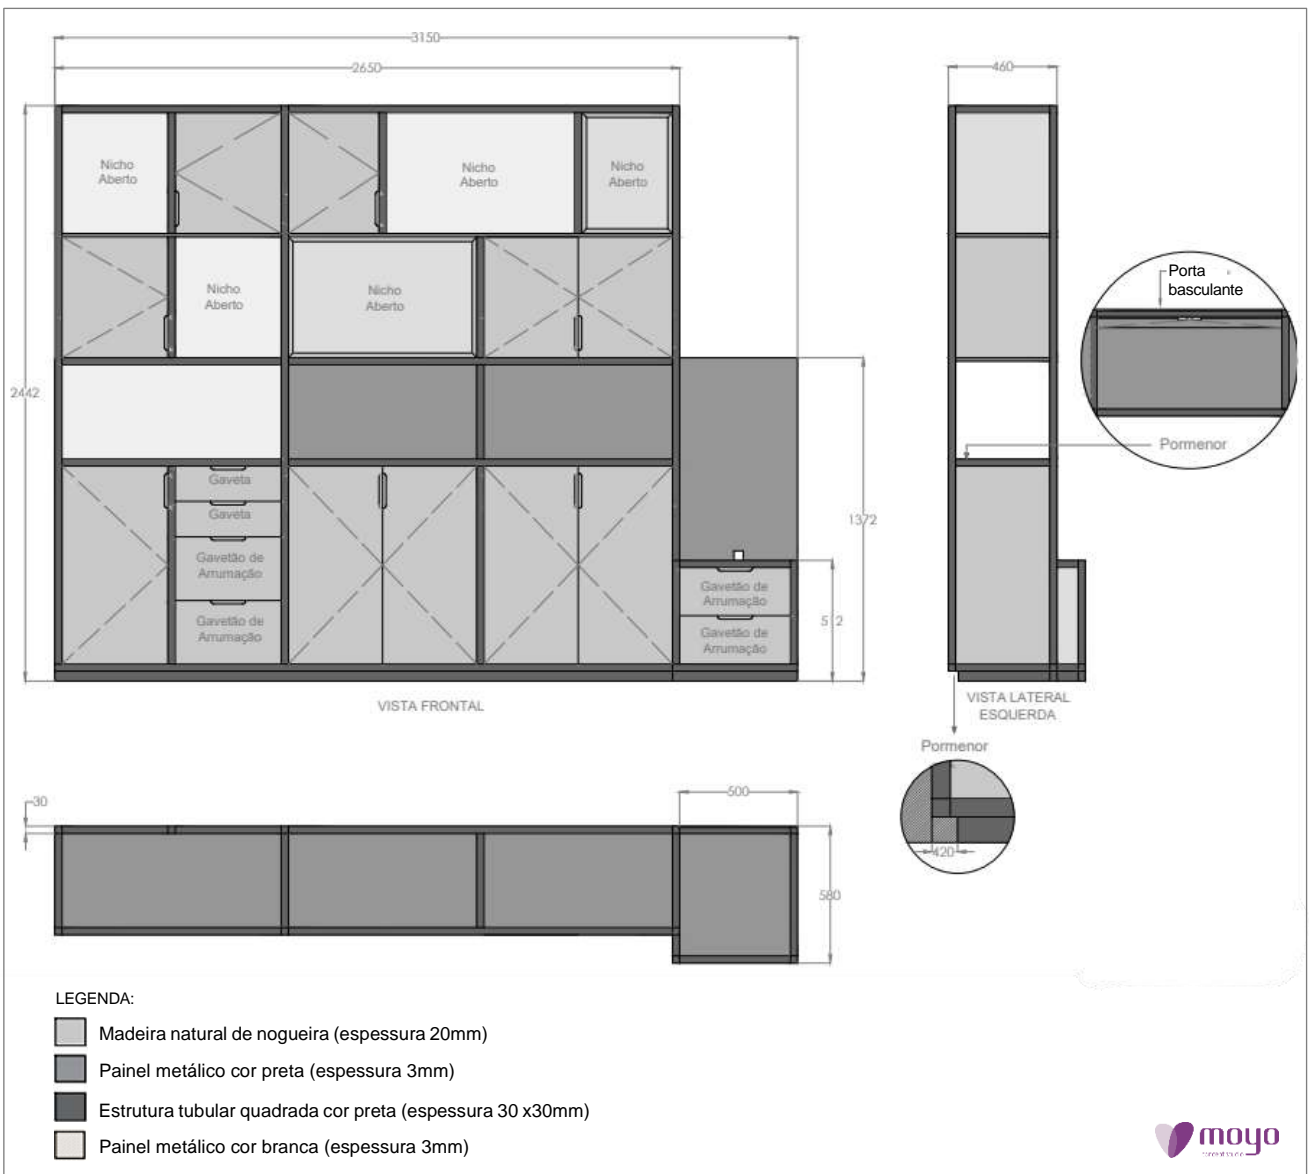 3150
2650
460
Nicho
Aberto
Nicho
Aberto
Nicho
Aberto
Nicho
Aberto
Nicho
Aberto
Porta
basculante
2442
Pormenor
Gaveta
Gaveta
Gavetão de
Arrumação
Gavetão de
Arrumação
1372
Gavetão de
Arrumação
Gavetão de
Arrumação
512
VISTA FRONTAL
VISTA LATERAL
ESQUERDA
Pormenor
420
30
500
580
LEGENDA:
Madeira natural de nogueira (espessura 20mm)
Painel metálico cor preta (espessura 3mm)
Estrutura tubular quadrada cor preta (espessura 30 x30mm)
Painel metálico cor branca (espessura 3mm)
moyo